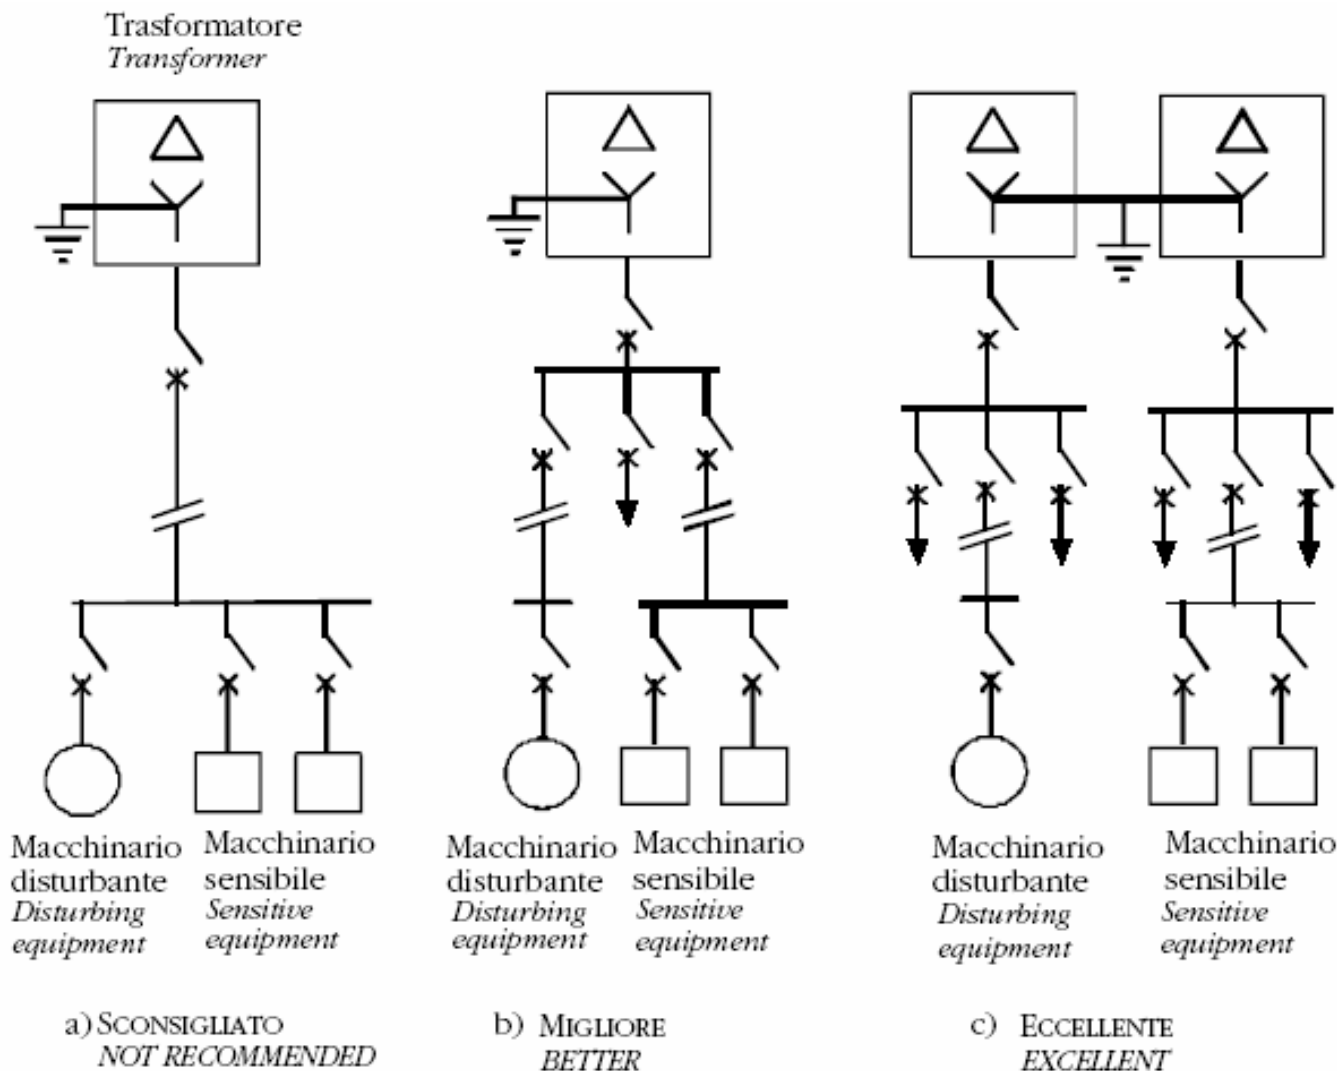 Trasformatore
Transformer
Macchinario
disturbante
Disturbing
equipment
Macchinario
sensibile
Sensitive
equipment
Macchinario
disturbante
Disturbing
equipment
Macchinario
sensibile
Sensitive
equipment
Macchinario
disturbante
Disturbing
equipment
Macchinario
sensibile
Sensitive
equipment
a) SCONSIGLIATO
NOT RECOMMENDED
b) MIGLIORE
BETTER
c) ECCELLENTE
EXCELLENT